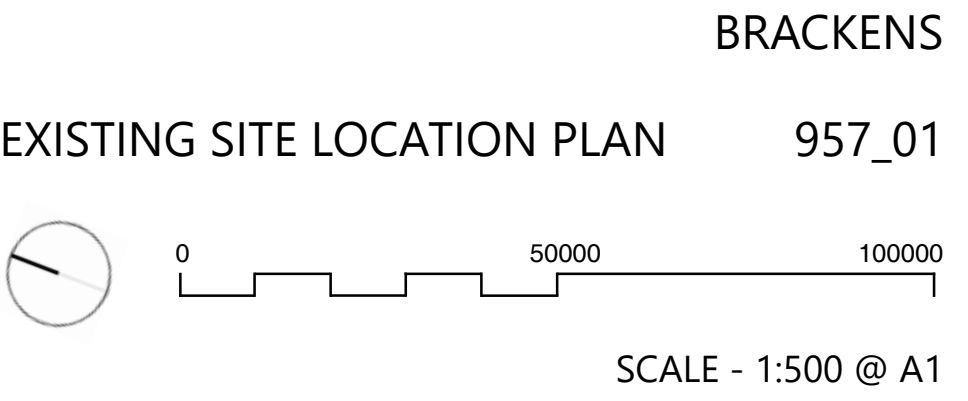 BRACKENS
EXISTING SITE LOCATION PLAN 957_01
0 50000 100000
SCALE - 1:500 @ A1